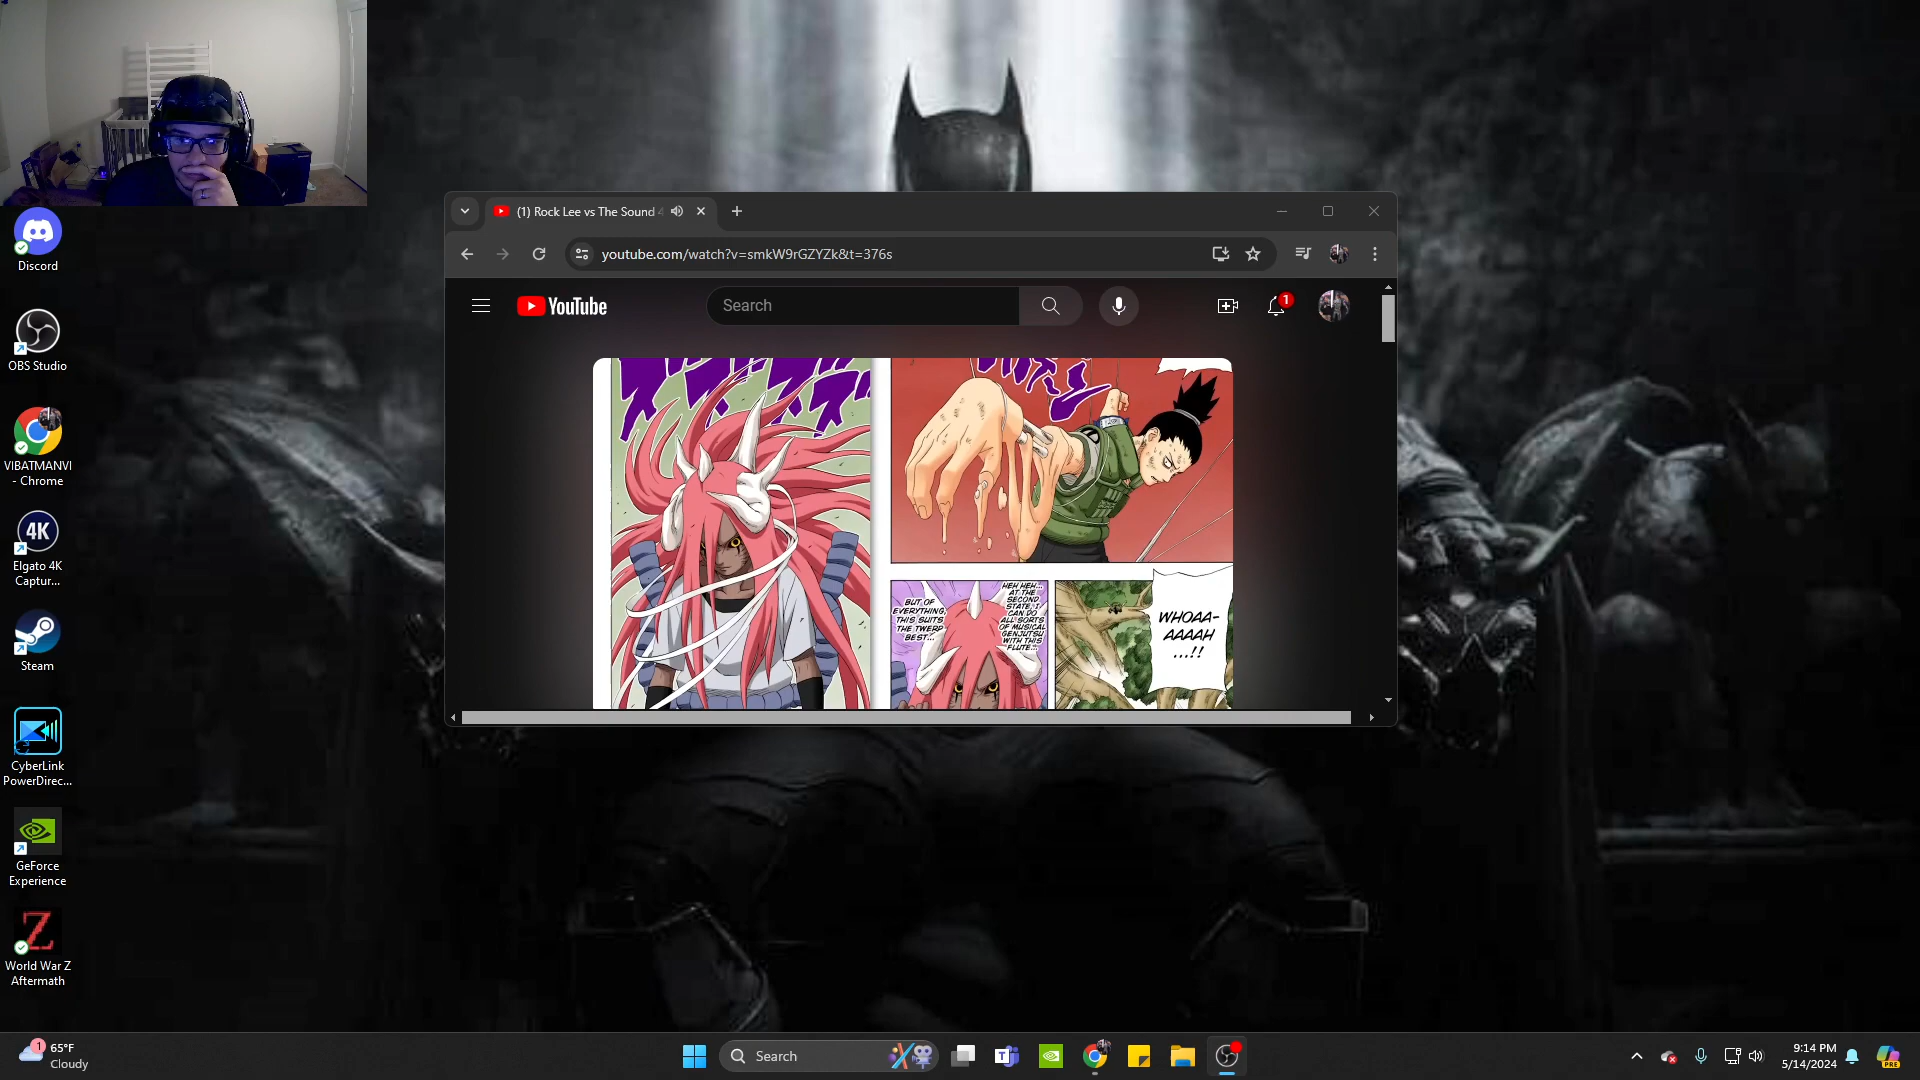 Discord
OBS Studio
VIBATMANVI
- Chrome
4K
Elgato 4K
Captur...
Steam
CyberLink
PowerDirec...
GeForce
Experience
Z
World War Z
Aftermath
(1) Rock Lee vs The Sound 4
youtube.com/watch?v=smkW9rGZYZk&t=376s
YouTube
Search
1
BUT OF
EVERYTHING,
THIS SUITS
THE TWERP
BEST...
HEH HEH...
AT THE
SECOND
STATE, I
CAN DO
ALL SORTS
OF MUSICAL
GENJUTSU
WITH THIS
FLUTE...
WHOAA-
AAAAH
...!!
1
65°F
Cloudy
Search
T
PRE
9:14 PM
5/14/2024